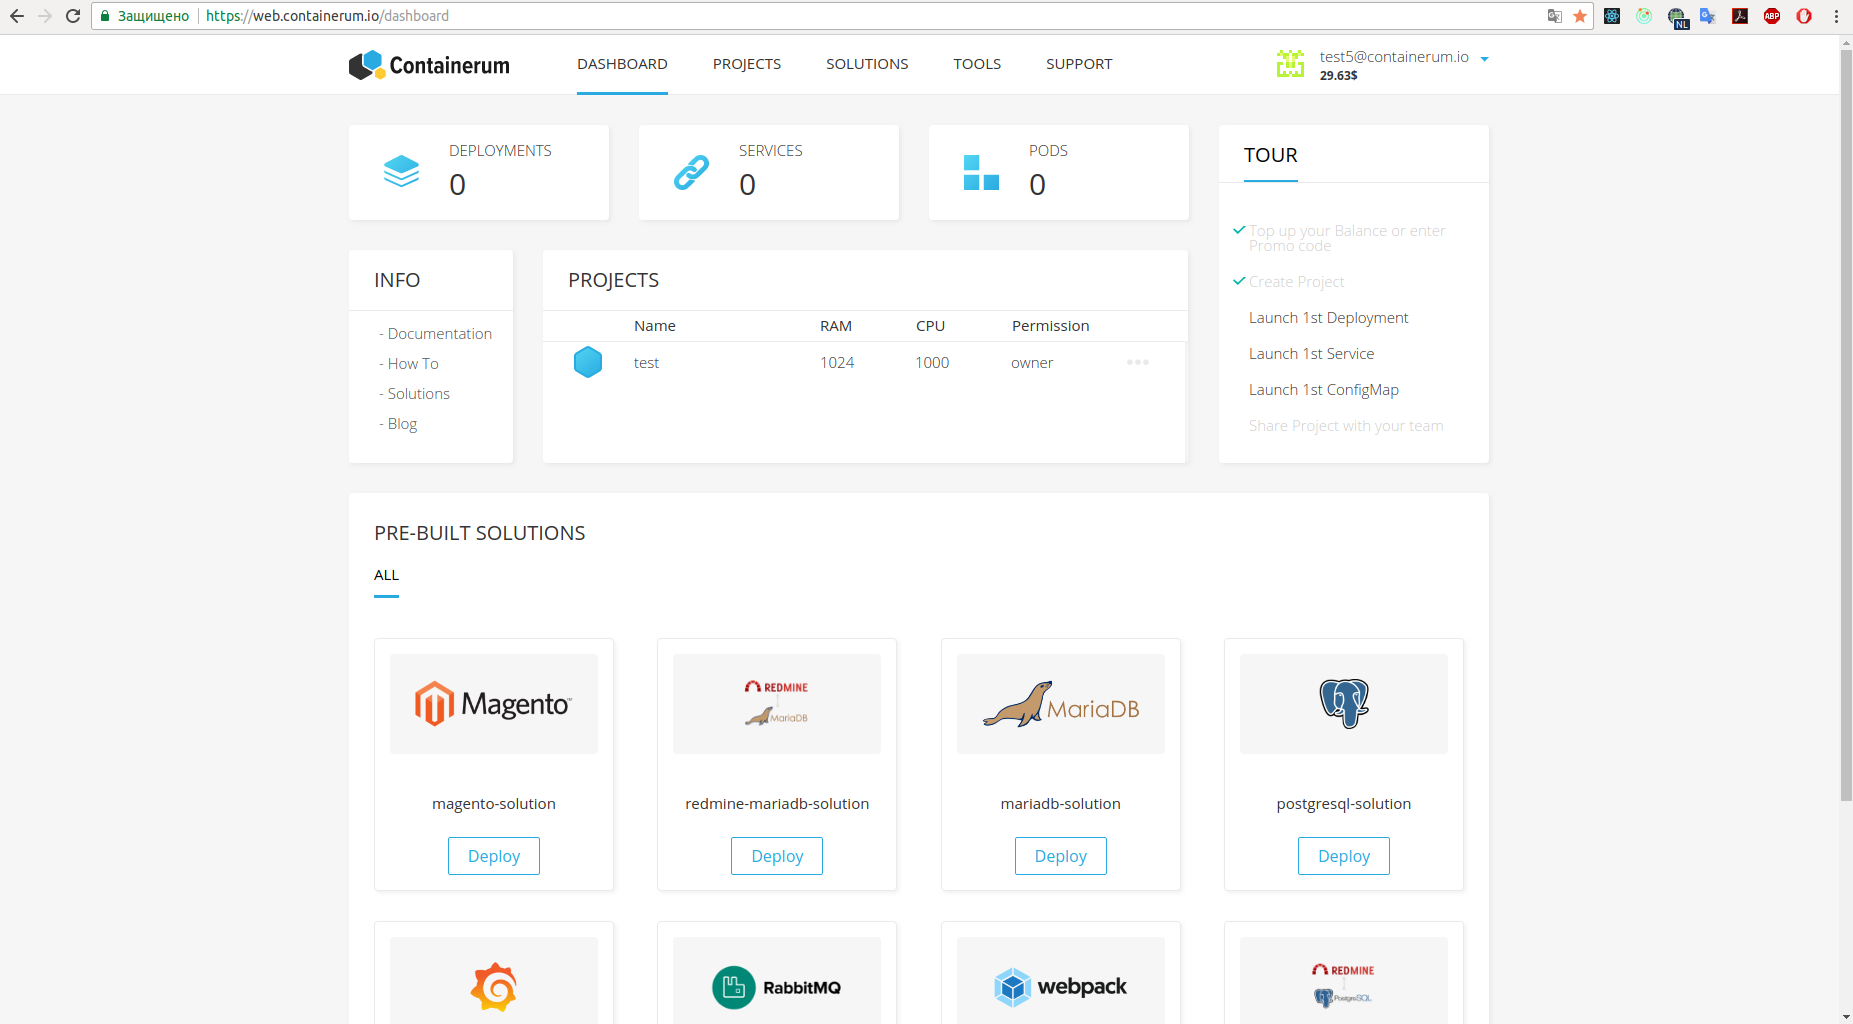 Защищено https://web.containerum.io/dashboard
NL
ABP
Containerum
DASHBOARD PROJECTS SOLUTIONS TOOLS SUPPORT
test5@containerum.io
29.63$
DEPLOYMENTS
0
SERVICES
0
PODS
0
TOUR
Top up your Balance or enter
Promo code
Create Project
Launch 1st Deployment
Launch 1st Service
Launch 1st ConfigMap
Share Project with your team
INFO
- Documentation
- How To
- Solutions
- Blog
PROJECTS
Name RAM CPU Permission
test 1024 1000 owner
PRE-BUILT SOLUTIONS
ALL
Magento
magento-solution
Deploy
REDMINE
MariaDB
redmine-mariadb-solution
Deploy
MariaDB
mariadb-solution
Deploy
postgresql-solution
Deploy
RabbitMQ
webpack
REDMINE
PostgreSQL